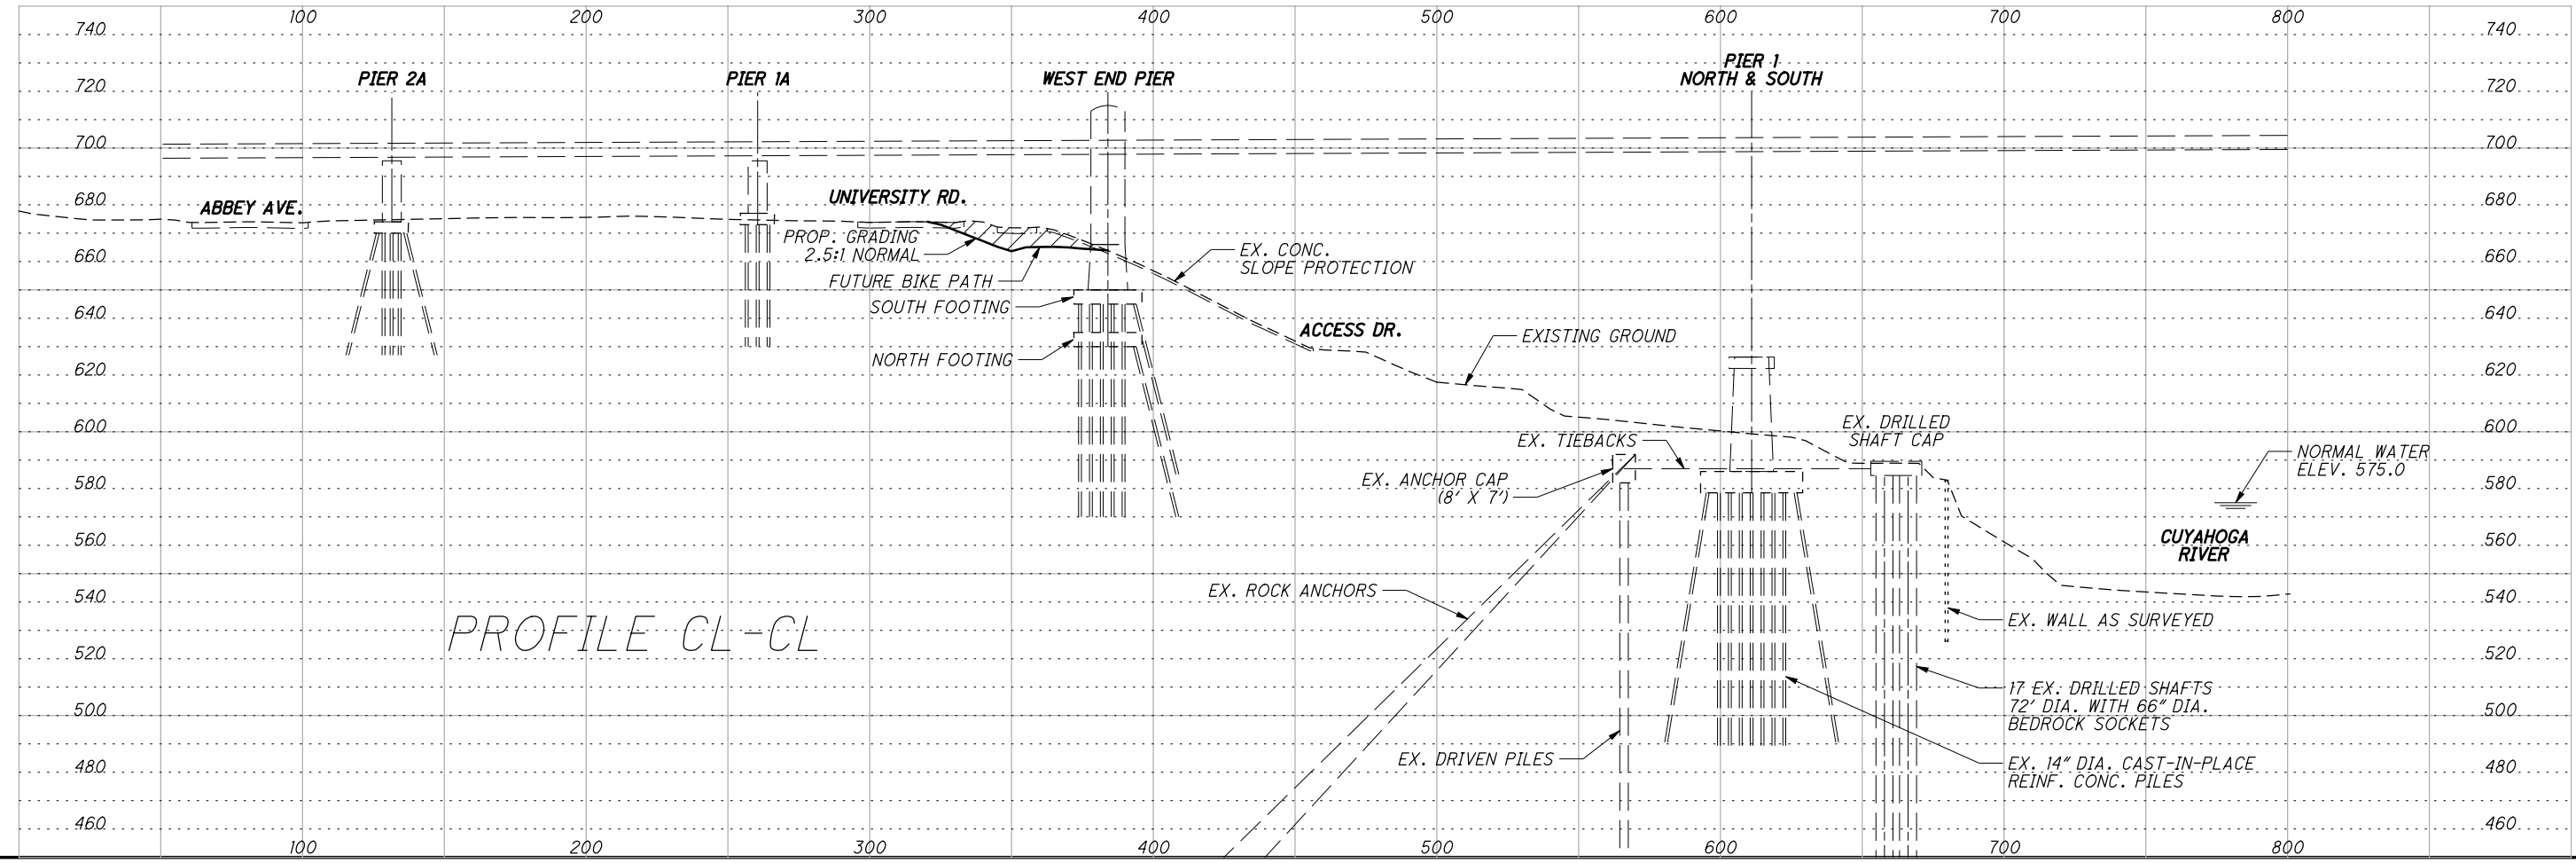 100 200 300 400 500 600 700 800
740 740
PIER 1
PIER 2A PIER 1A WEST END PIER NORTH & SOUTH
720 720
700 700
UNIVERSITY RD.
680 680
ABBEY AVE.
PROP. GRADING
2.5:1 NORMAL
EX. CONC.
SLOPE PROTECTION
660 660
FUTURE BIKE PATH
SOUTH FOOTING
640 640
ACCESS DR.
EXISTING GROUND
NORTH FOOTING
620 620
EX. DRILLED
SHAFT CAP
600 600
EX. TIEBACKS
NORMAL WATER
ELEV. 575.0
EX. ANCHOR CAP
(8' X 7')
580 580
CUYAHOGA
RIVER
560 560
EX. ROCK ANCHORS
540 540
EX. WALL AS SURVEYED
PROFILE CL-CL
520 520
17 EX. DRILLED SHAFTS
72' DIA. WITH 66" DIA.
BEDROCK SOCKETS
500 500
EX. DRIVEN PILES
EX. 14" DIA. CAST-IN-PLACE
REINF. CONC. PILES
480 480
460 460
100 200 300 400 500 600 700 800